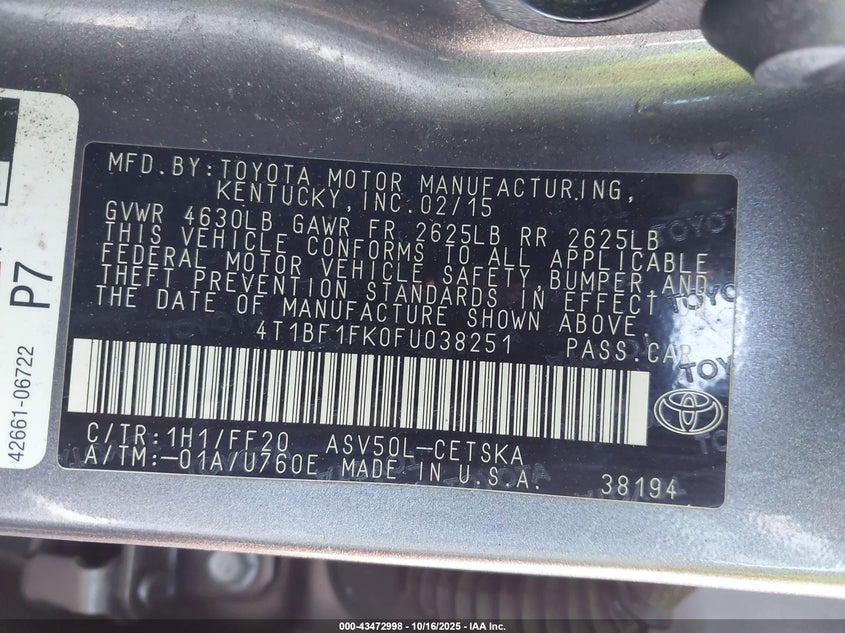 MFD.BY:TOYOTA MOTOR MANUFACTURING,
KENTUCKY, INC. 02/15
GVWR 4630LB GAWR FR 2625LB RR 2625LB
THIS VEHICLE CONFORMS TO ALL APPLICABLE
FEDERAL MOTOR VEHICLE SAFETY,BUMPER AND
THEFT PREVENTION STANDARDS IN EFFECT ON
THE DATE OF MANUFACTURE SHOWN ABOVE.
4T1BF1FK0FU038251 PASS.CAR
C/TR:1H1/FF20 ASV50L-CETSKA
A/TM:-01A/U760E MADE IN U.S.A. 38194
TOYOTA
42661-06722
P7
000-43472998 - 10/16/2025 - IAA Inc.